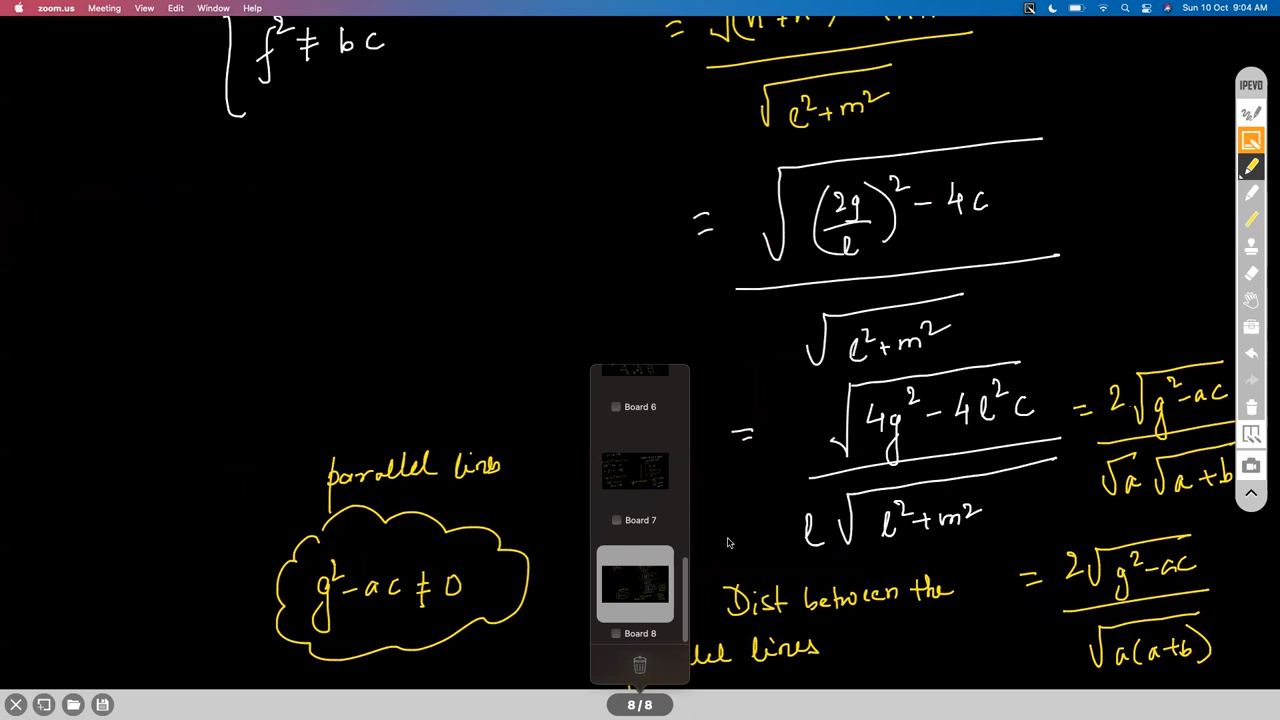 zoom.us Meeting View Edit Window Help Sun 10 Oct 9:04 AM
f² ≠ bc
=
√(l²+m²)
IPEVO
= √((2g/l)² - 4c) / √(l²+m²)
= √(4g² - 4l²c) / l√(l²+m²) = 2√(g²-ac) / √a √(a+b)
parallel lines
g² - ac ≠ 0
Dist between the
lel lines
= 2√(g²-ac) / √(a(a+b))
Board 6
Board 7
Board 8
8/8